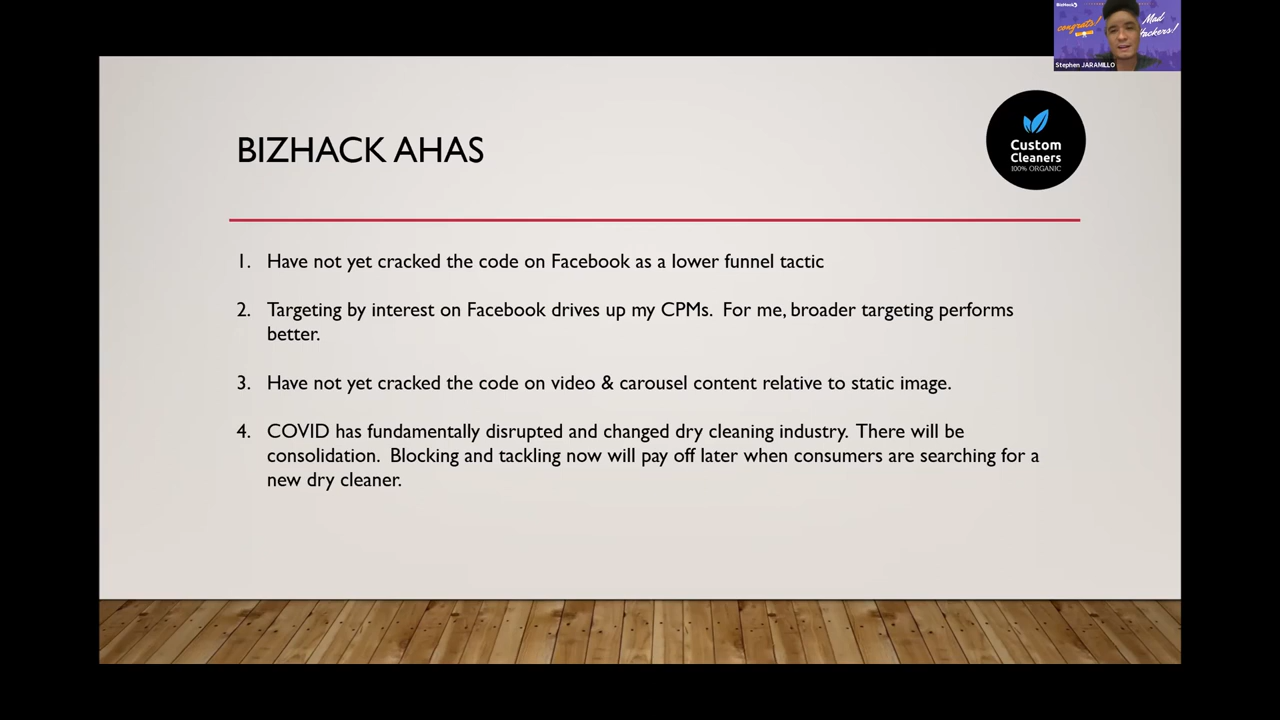 BizHack
congrats!
Mad
Hackers!
Stephen JARAMILLO
BIZHACK AHAS
Custom
Cleaners
100% ORGANIC
1. Have not yet cracked the code on Facebook as a lower funnel tactic
2. Targeting by interest on Facebook drives up my CPMs.  For me, broader targeting performs
better.
3. Have not yet cracked the code on video & carousel content relative to static image.
4. COVID has fundamentally disrupted and changed dry cleaning industry.  There will be
consolidation.  Blocking and tackling now will pay off later when consumers are searching for a
new dry cleaner.